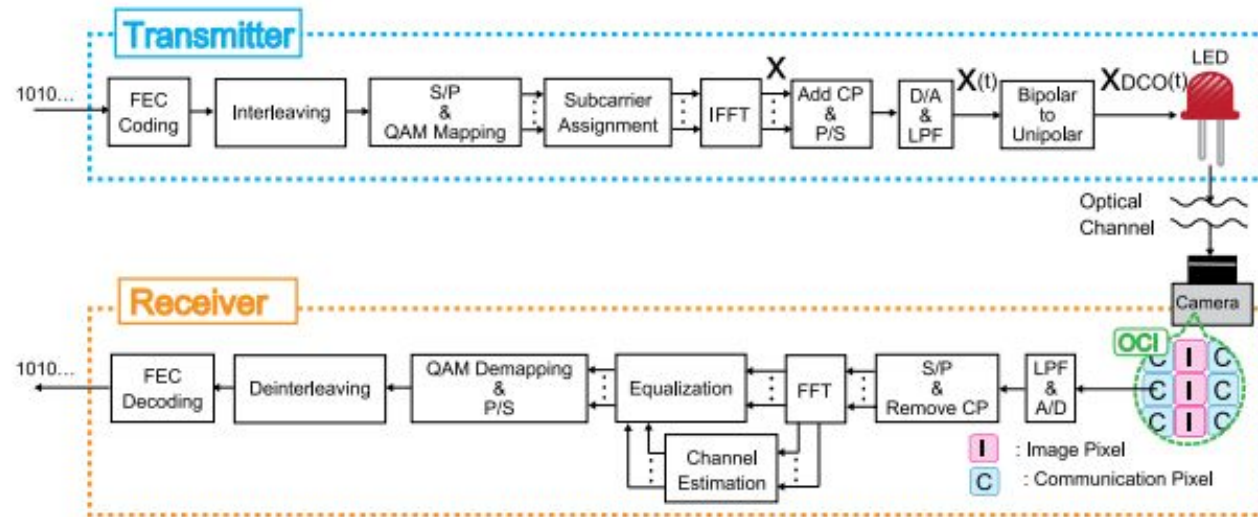 Transmitter
1010...
FEC
Coding
Interleaving
S/P
&
QAM Mapping
Subcarrier
Assignment
IFFT
X
Add CP
&
P/S
D/A
&
LPF
X(t)
Bipolar
to
Unipolar
XDCO(t)
LED
Optical
Channel
Receiver
Camera
OCI
C I C
C I C
C I C
1010...
FEC
Decoding
Deinterleaving
QAM Demapping
&
P/S
Equalization
FFT
S/P
&
Remove CP
LPF
&
A/D
Channel
Estimation
I : Image Pixel
C : Communication Pixel